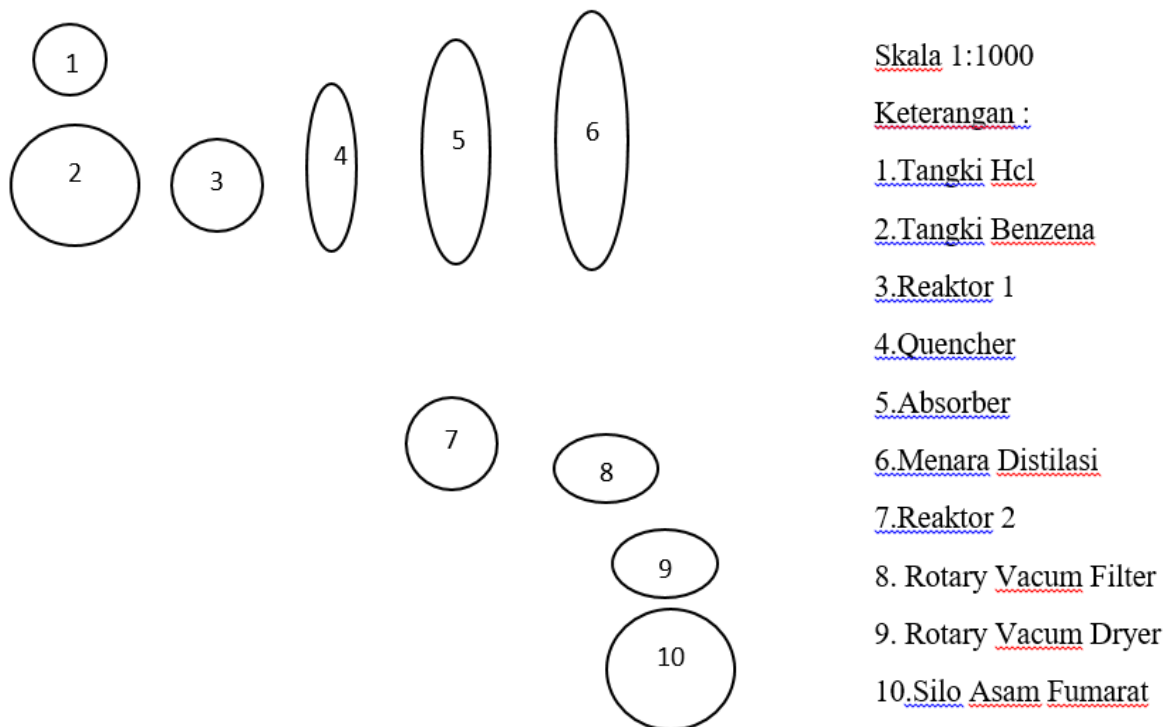 1
2
3
4
5
6
7
8
9
10
Skala 1:1000
Keterangan :
1.Tangki Hcl
2.Tangki Benzena
3.Reaktor 1
4.Quencher
5.Absorber
6.Menara Distilasi
7.Reaktor 2
8. Rotary Vacum Filter
9. Rotary Vacum Dryer
10.Silo Asam Fumarat